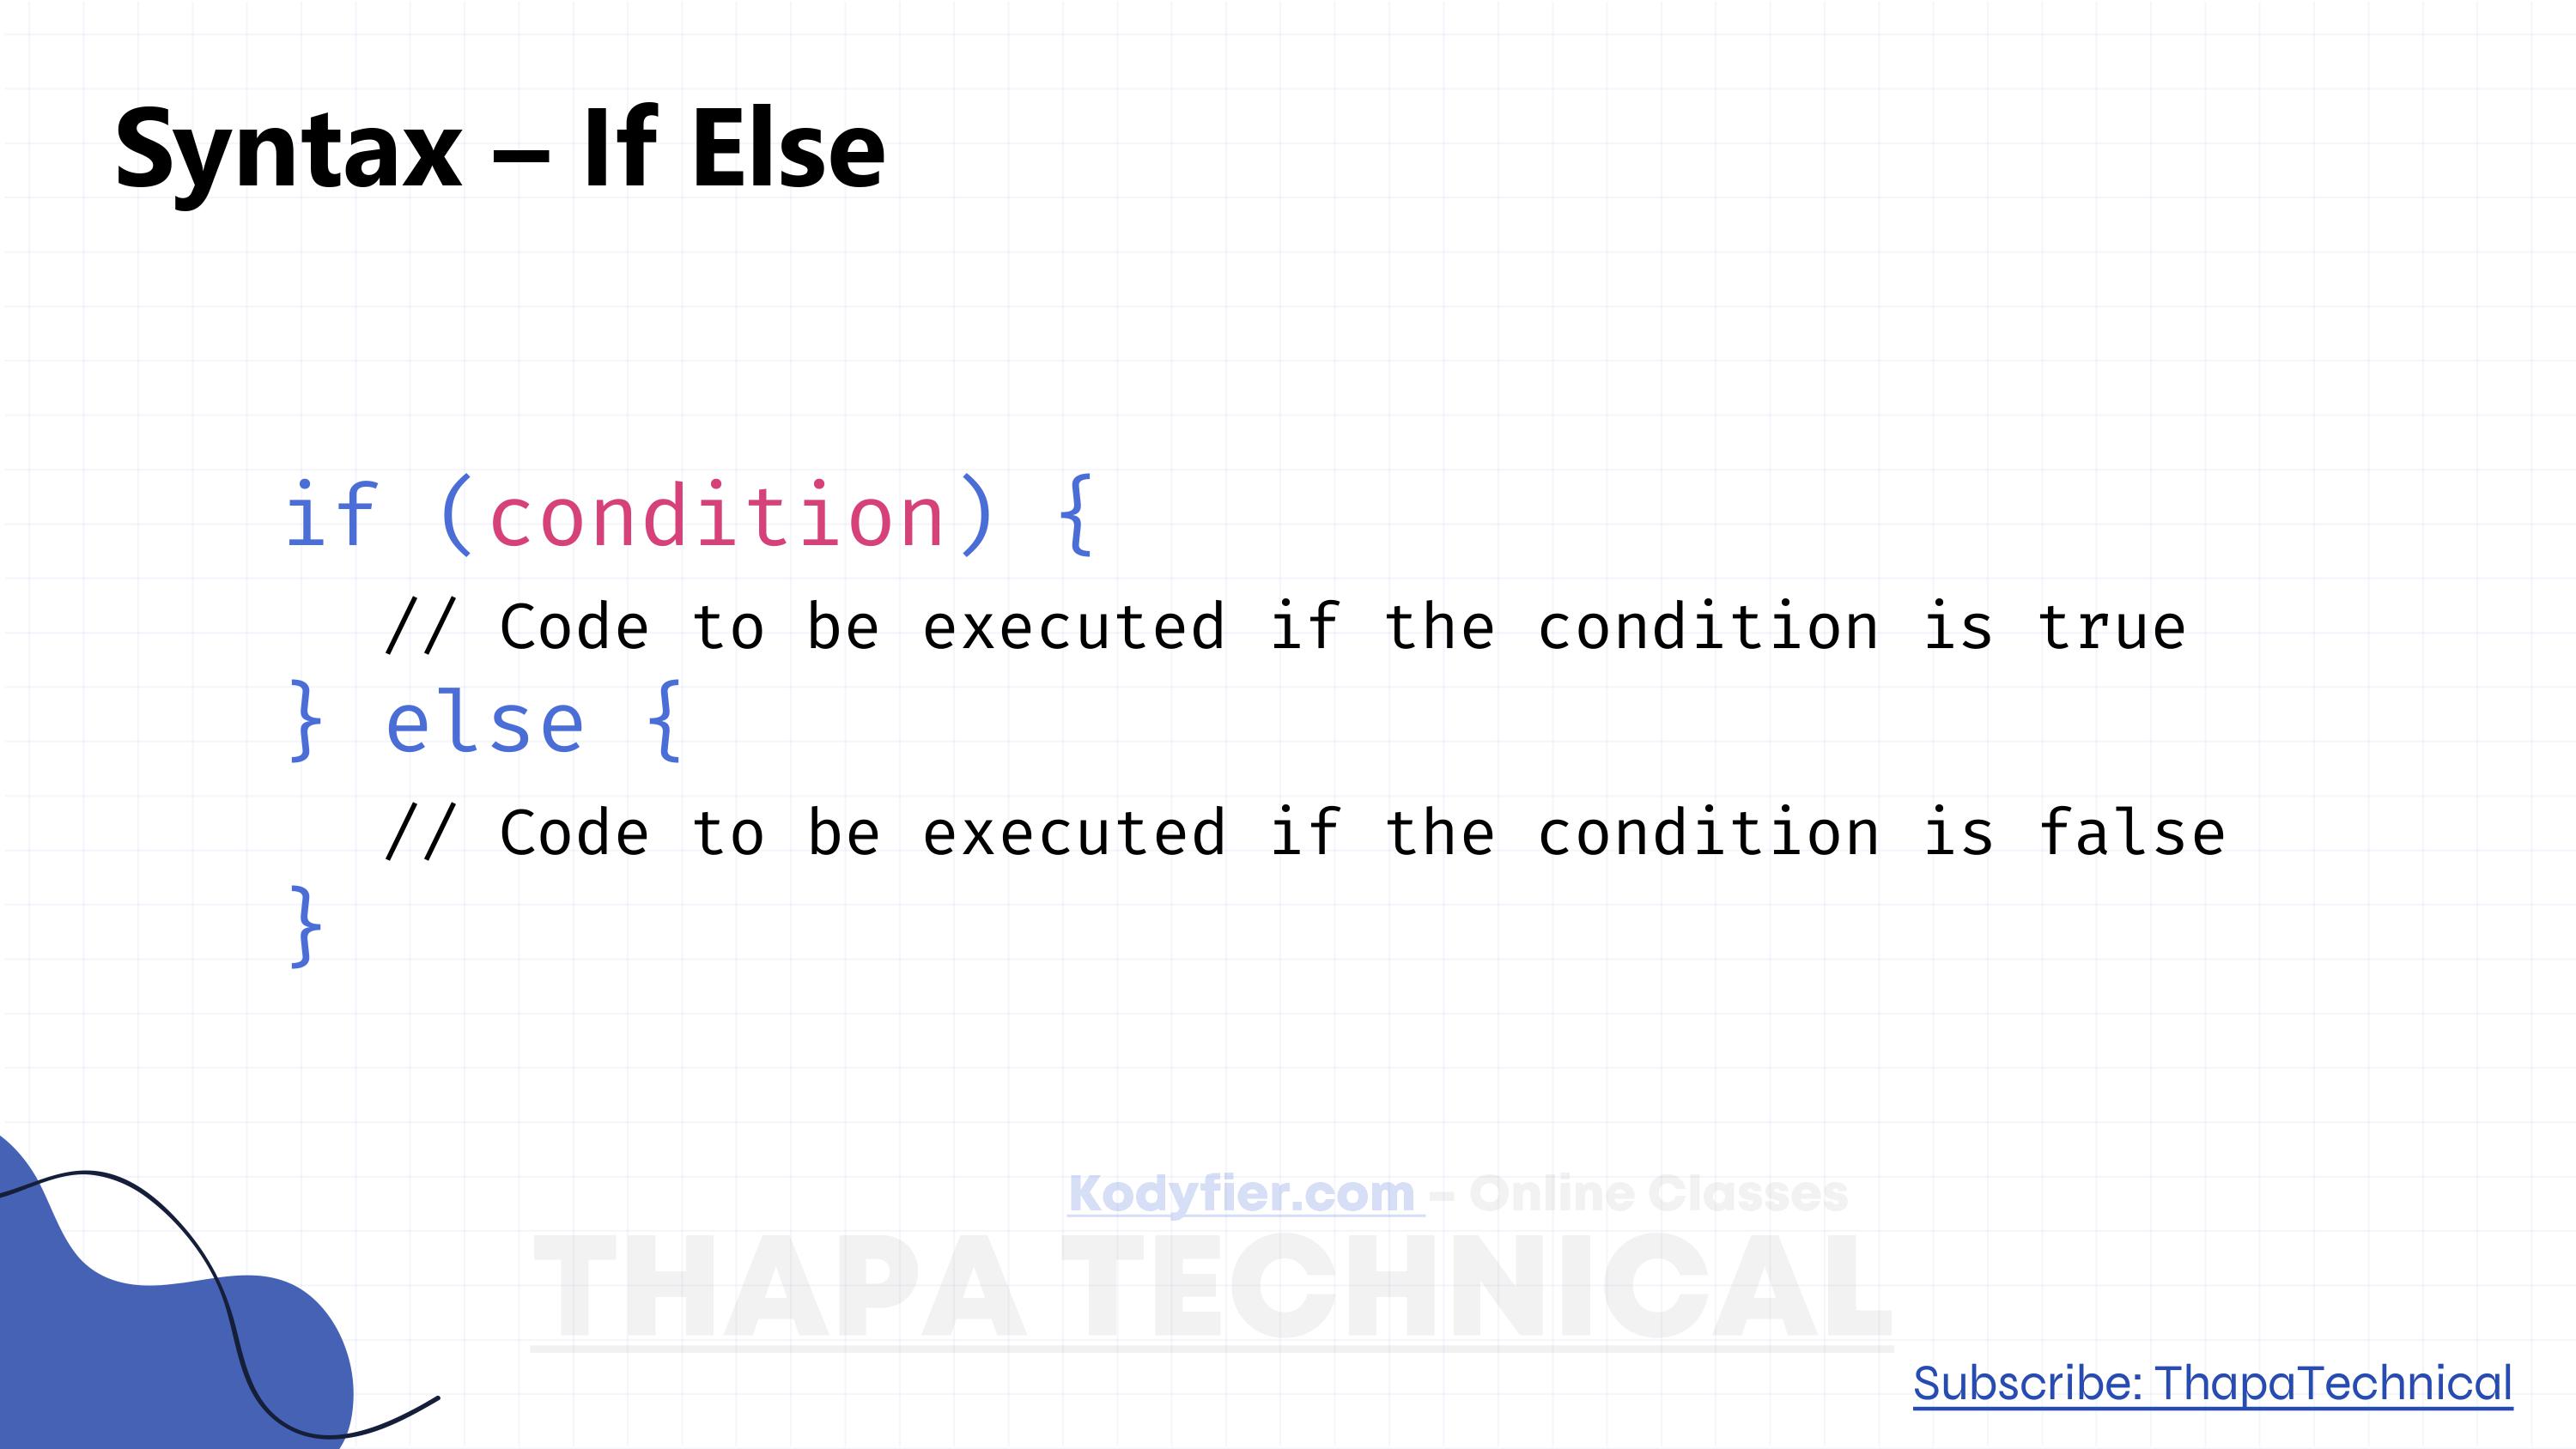 Syntax – If Else
if (condition) {
// Code to be executed if the condition is true
} else {
// Code to be executed if the condition is false
}
Kodyfier.com – Online Classes
THAPA TECHNICAL
Subscribe: ThapaTechnical